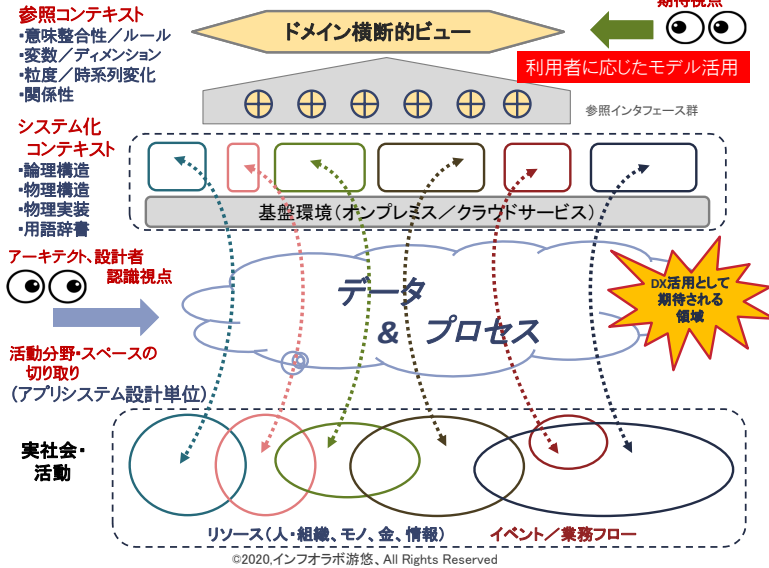 参照コンテキスト
・意味整合性／ルール
・変数／ディメンション
・粒度／時系列変化
・関係性
ドメイン横断的ビュー
期待視点
利用者に応じたモデル活用
参照インタフェース群
システム化
コンテキスト
・論理構造
・物理構造
・物理実装
・用語辞書
基盤環境（オンプレミス／クラウドサービス）
アーキテクト、設計者
認識視点
データ
& プロセス
DX活用として
期待される
領域
活動分野・スペースの
切り取り
（アプリシステム設計単位）
実社会・
活動
リソース（人・組織、モノ、金、情報）
イベント／業務フロー
©2020,インフオラボ游悠、All Rights Reserved